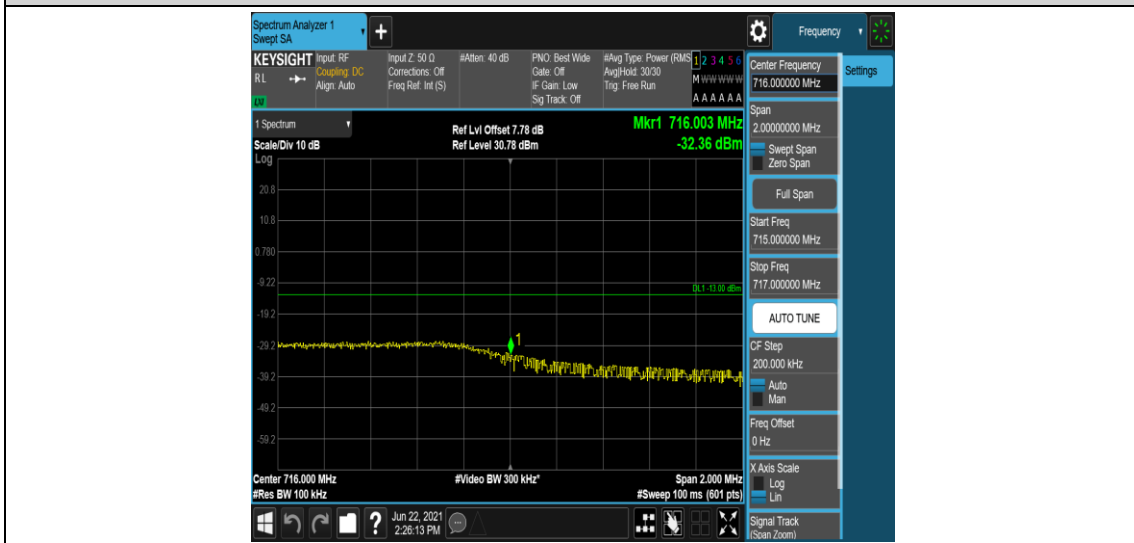 Spectrum Analyzer 1
Swept SA
+
Frequency
KEYSIGHT
RL
Input: RF
Coupling: DC
Align: Auto
Input Z: 50 Ω
Corrections: Off
Freq Ref: Int (S)
#Atten: 40 dB
PNO: Best Wide
Gate: Off
IF Gain: Low
Sig Track: Off
#Avg Type: Power (RMS
Avg|Hold: 30/30
Trig: Free Run
1 2 3 4 5 6
M W W W W W
A A A A A A
1 Spectrum
Scale/Div 10 dB
Log
Ref Lvl Offset 7.78 dB
Ref Level 30.78 dBm
Mkr1 716.003 MHz
-32.36 dBm
20.8
10.8
0.780
-9.22
DL1 -13.00 dBm
-19.2
-29.2
1
-39.2
-49.2
-59.2
Center 716.000 MHz
#Res BW 100 kHz
#Video BW 300 kHz*
Span 2.000 MHz
#Sweep 100 ms (601 pts)
Center Frequency
716.000000 MHz
Settings
Span
2.00000000 MHz
Swept Span
Zero Span
Full Span
Start Freq
715.000000 MHz
Stop Freq
717.000000 MHz
AUTO TUNE
CF Step
200.000 kHz
Auto
Man
Freq Offset
0 Hz
X Axis Scale
Log
Lin
Signal Track
(Span Zoom)
?
Jun 22, 2021
2:26:13 PM